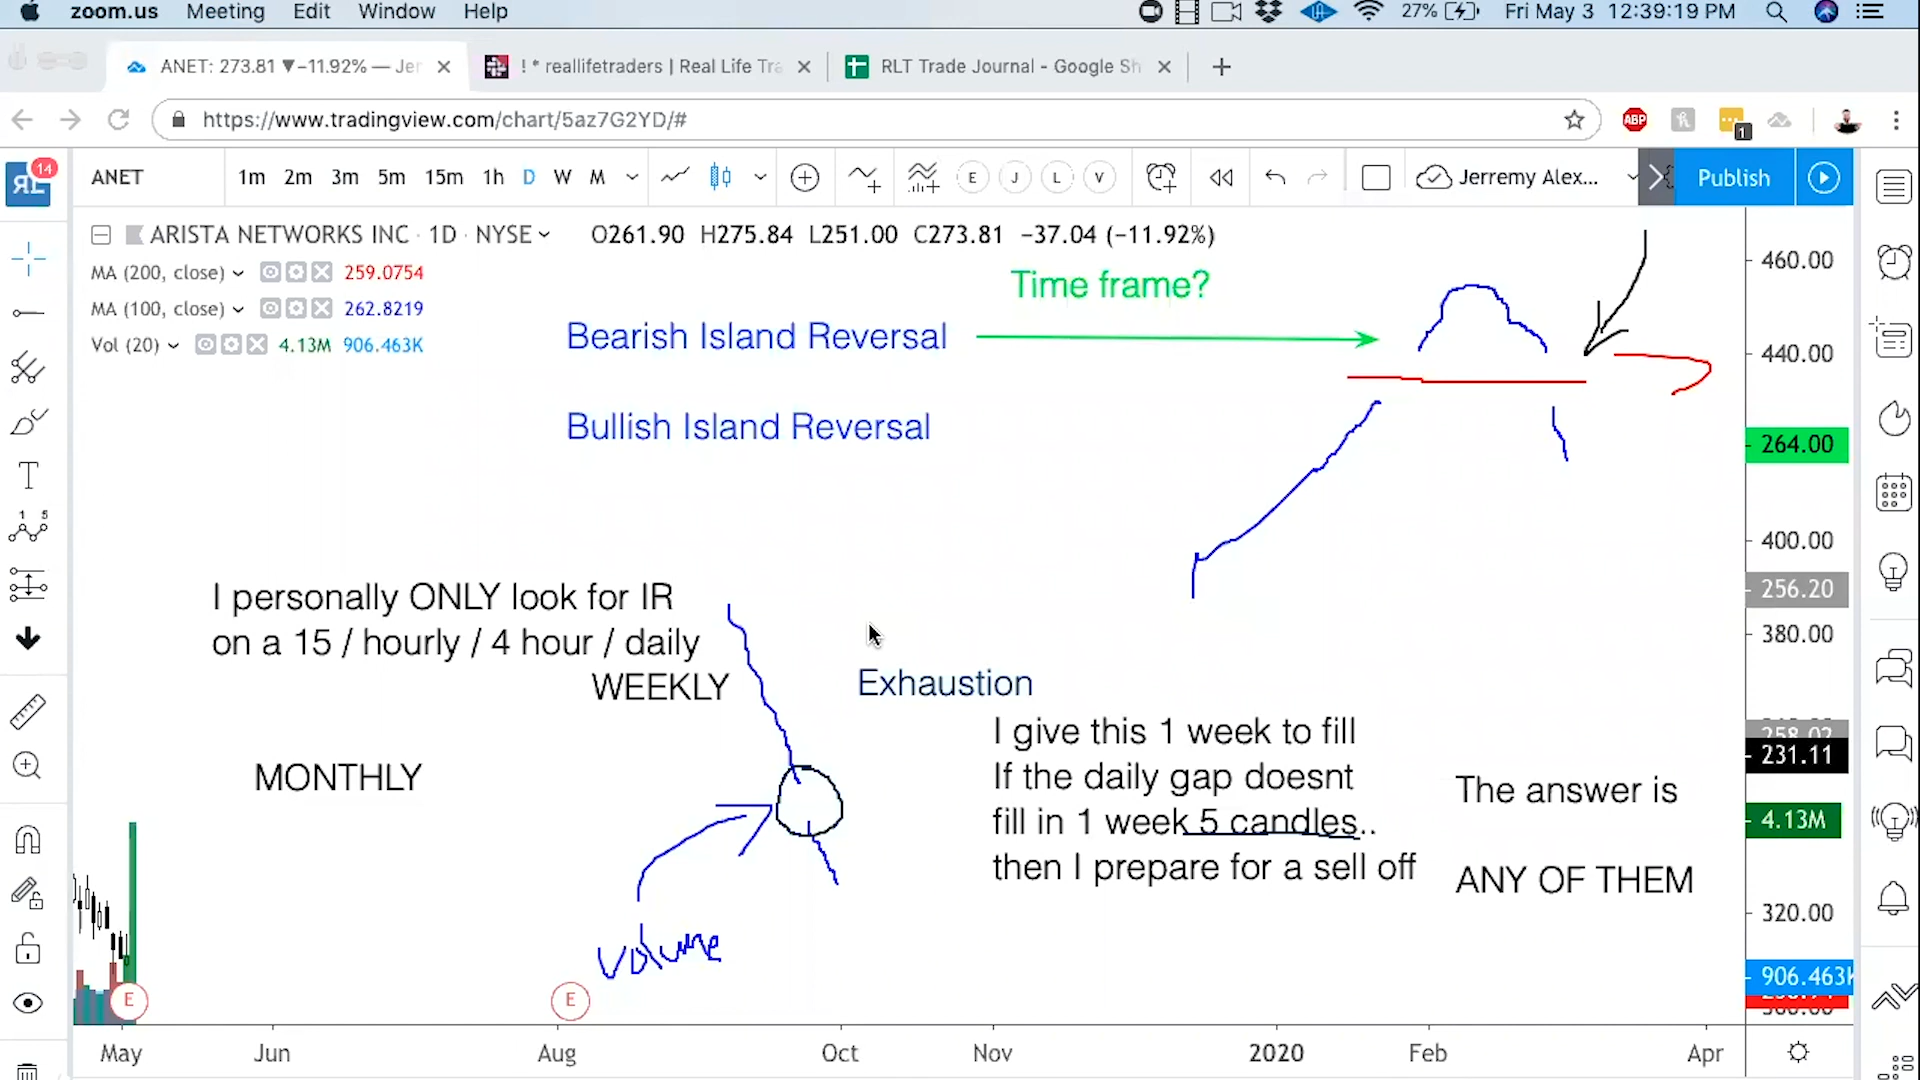 zoom.us Meeting Edit Window Help 27% Fri May 3 12:39:19 PM
ANET: 273.81 ▼−11.92% — Jer
! * reallifetraders | Real Life Tra
RLT Trade Journal - Google Sh
https://www.tradingview.com/chart/5az7G2YD/#
ABP
1
14
ANET 1m 2m 3m 5m 15m 1h D W M E J L V Jerremy Alex... Publish
ARISTA NETWORKS INC · 1D · NYSE O261.90 H275.84 L251.00 C273.81 −37.04 (−11.92%)
MA (200, close) 259.0754
MA (100, close) 262.8219
Vol (20) 4.13M 906.463K
Time frame?
Bearish Island Reversal
Bullish Island Reversal
I personally ONLY look for IR
on a 15 / hourly / 4 hour / daily
WEEKLY
MONTHLY
Exhaustion
I give this 1 week to fill
If the daily gap doesnt
fill in 1 week 5 candles..
then I prepare for a sell off
The answer is
ANY OF THEM
volume
E
E
460.00
440.00
264.00
400.00
256.20
380.00
258.02
231.11
4.13M
320.00
906.463K
May Jun Aug Oct Nov 2020 Feb Apr